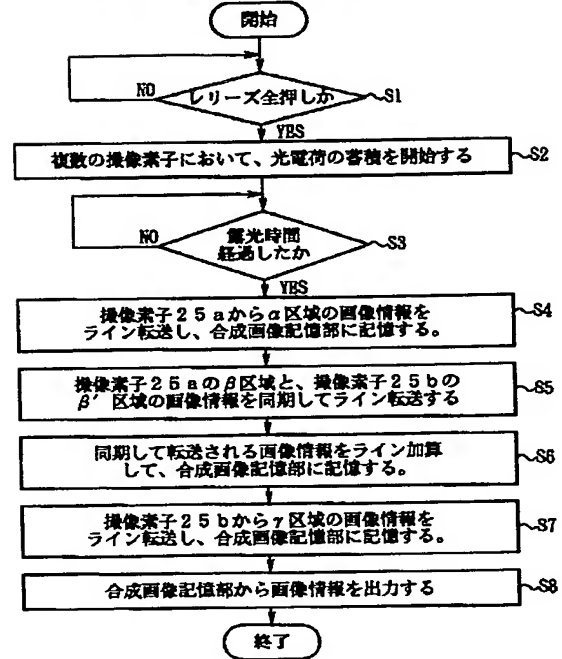 開始
NO
レリーズ全押しか
S1
YES
複数の撮像素子において、光電荷の蓄積を開始する
S2
NO
露光時間
経過したか
S3
YES
撮像素子25aからα区域の画像情報を
ライン転送し、合成画像記憶部に記憶する。
S4
撮像素子25aのβ区域と、撮像素子25bの
β'区域の画像情報を同期してライン転送する
S5
同期して転送される画像情報をライン加算
して、合成画像記憶部に記憶する。
S6
撮像素子25bからγ区域の画像情報を
ライン転送し、合成画像記憶部に記憶する。
S7
合成画像記憶部から画像情報を出力する
S8
終了